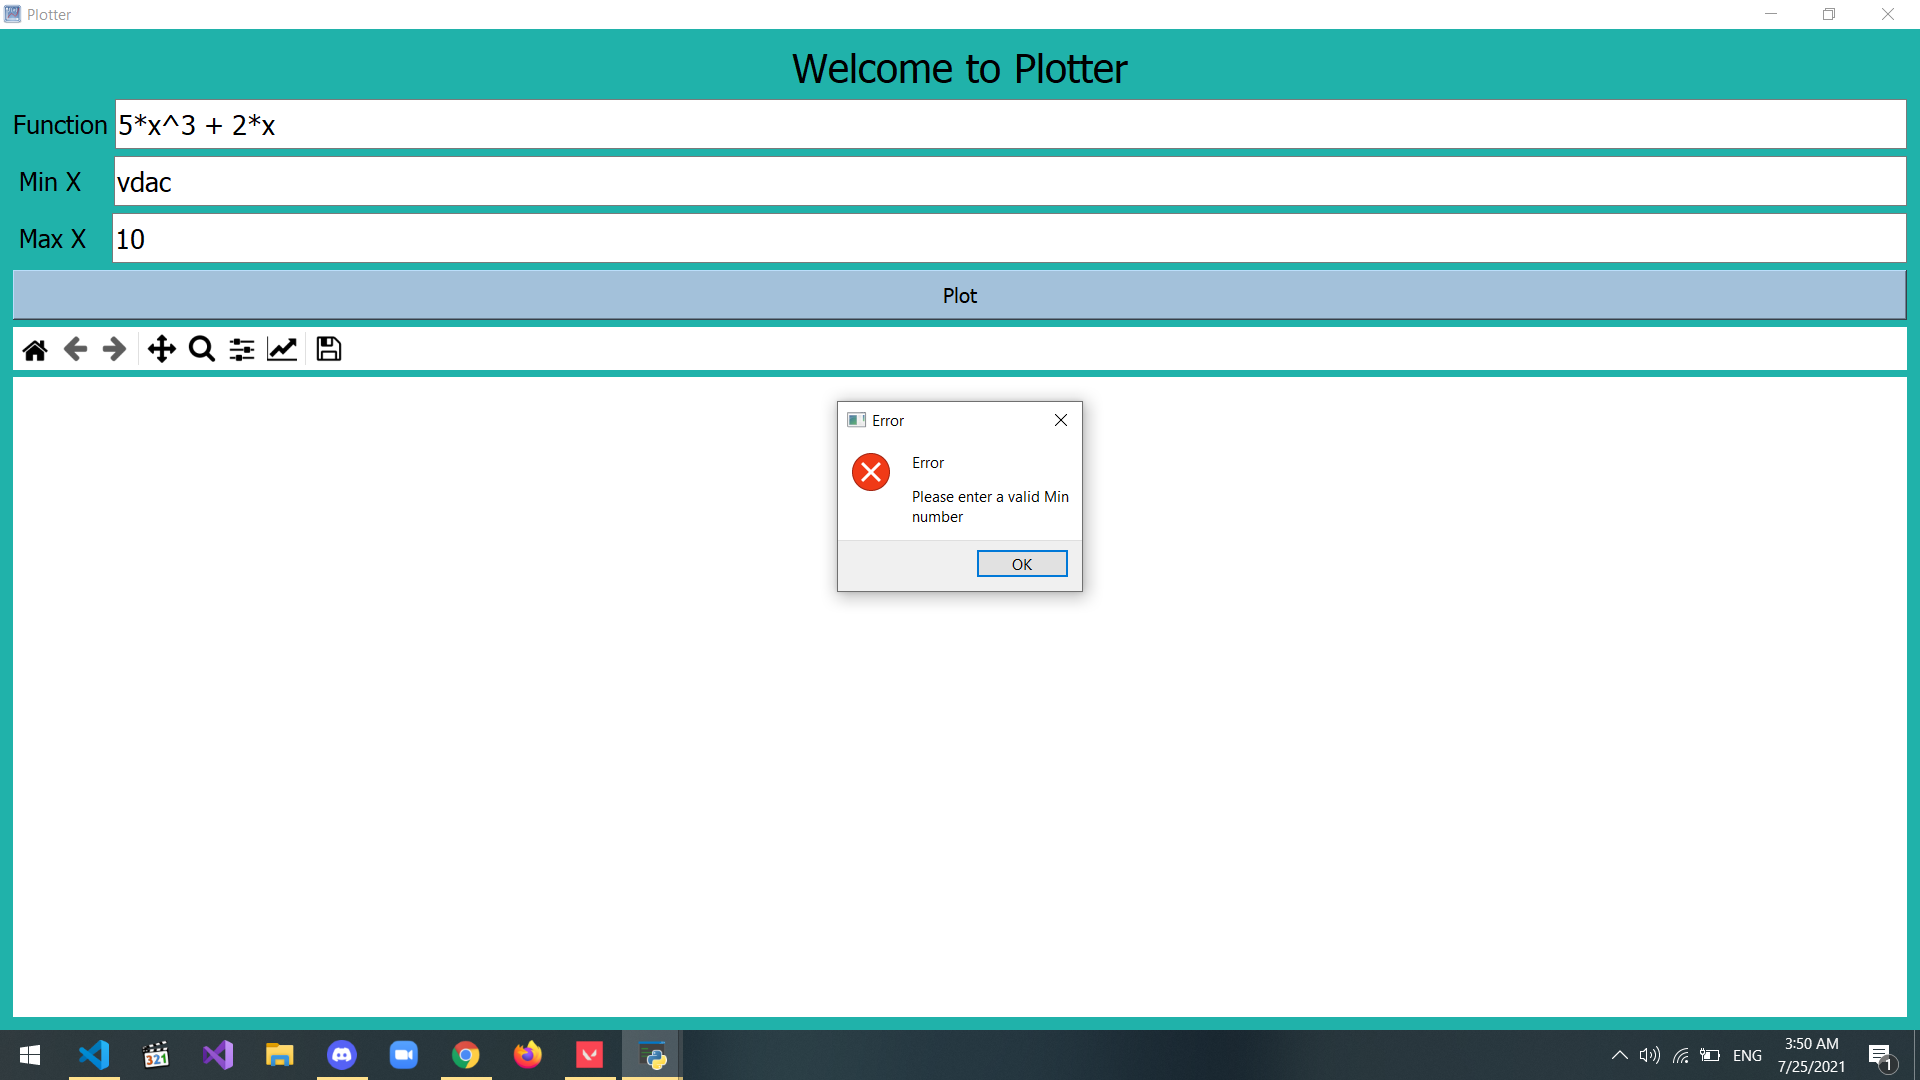 Plotter
Welcome to Plotter
Function 5*x^3 + 2*x
Min X vdac
Max X 10
Plot
Error
Error
Please enter a valid Min
number
OK
321
ENG
3:50 AM
7/25/2021
1